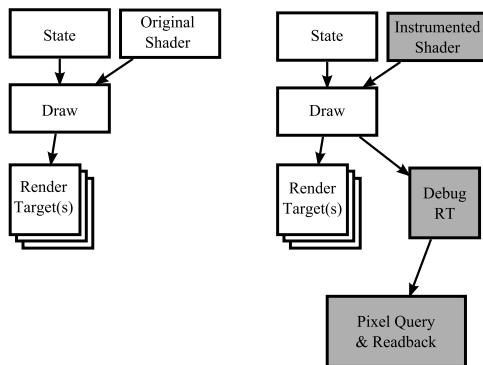 State
Original
Shader
Draw
Render
Target(s)
State
Instrumented
Shader
Draw
Render
Target(s)
Debug
RT
Pixel Query
& Readback